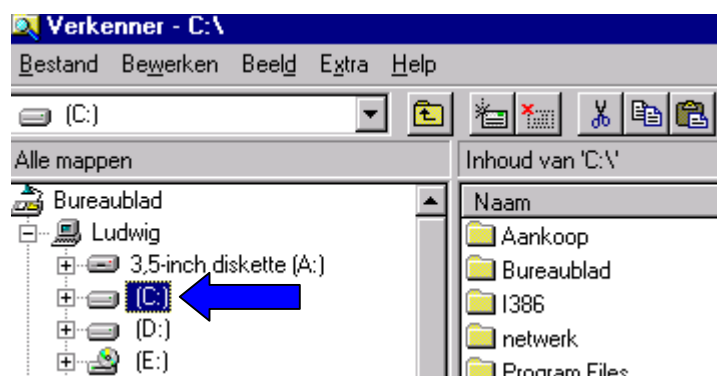 Verkenner - C:\
Bestand Bewerken Beeld Extra Help
(C:)
Alle mappen
Inhoud van 'C:\'
Bureaublad
Ludwig
3,5-inch diskette (A:)
(C:)
(D:)
(E:)
Naam
Aankoop
Bureaublad
I386
netwerk
Program Files